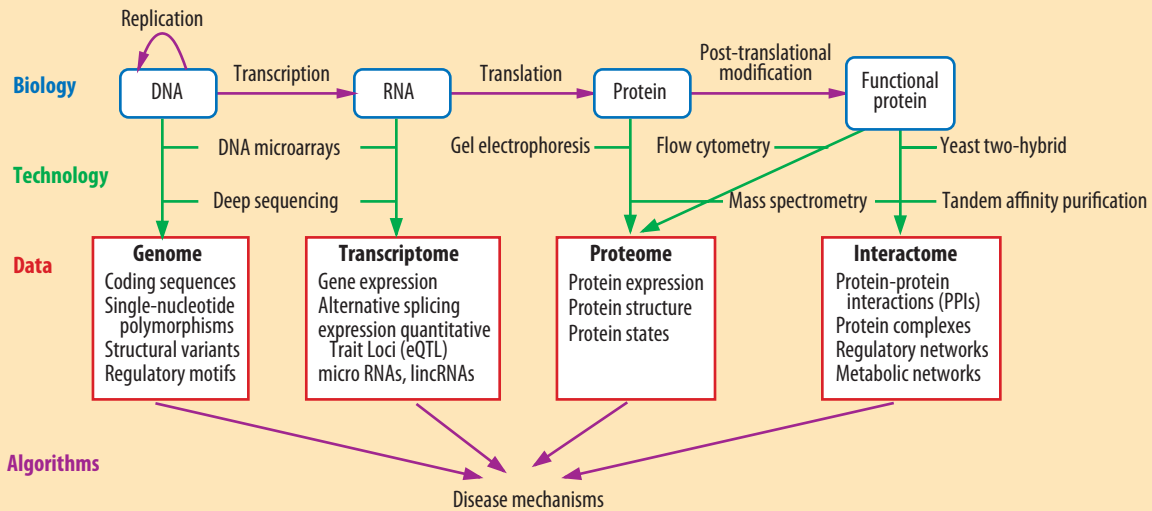 Replication
Biology
DNA
Transcription
RNA
Translation
Protein
Post-translational
modification
Functional
protein
Technology
DNA microarrays
Gel electrophoresis
Flow cytometry
Yeast two-hybrid
Deep sequencing
Mass spectrometry
Tandem affinity purification
Data
Genome
Coding sequences
Single-nucleotide
polymorphisms
Structural variants
Regulatory motifs
Transcriptome
Gene expression
Alternative splicing
expression quantitative
Trait Loci (eQTL)
micro RNAs, lincRNAs
Proteome
Protein expression
Protein structure
Protein states
Interactome
Protein-protein
interactions (PPIs)
Protein complexes
Regulatory networks
Metabolic networks
Algorithms
Disease mechanisms